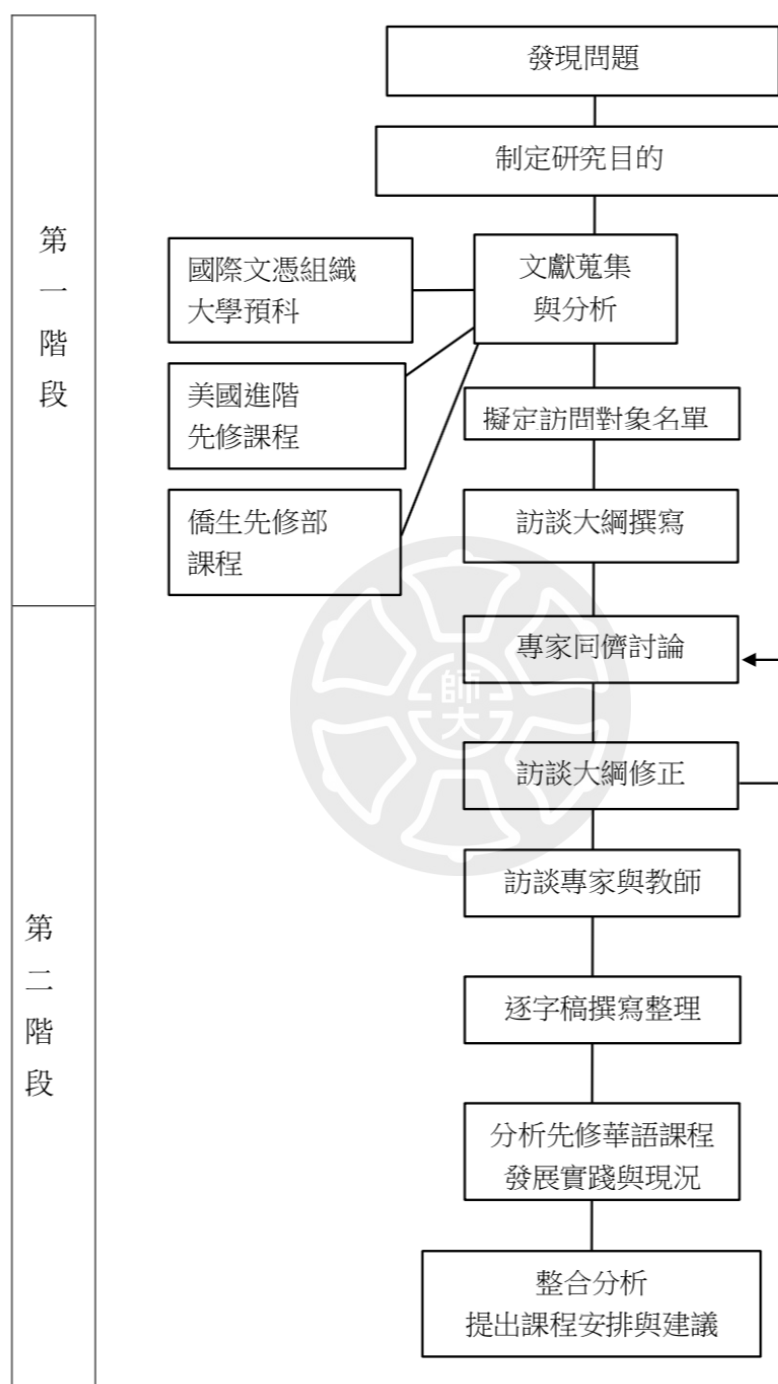 第一階段
發現問題
制定研究目的
文獻蒐集
與分析
國際文憑組織
大學預科
美國進階
先修課程
僑生先修部
課程
擬定訪問對象名單
訪談大綱撰寫
第二階段
專家同儕討論
師大
訪談大綱修正
訪談專家與教師
逐字稿撰寫整理
分析先修華語課程
發展實踐與現況
整合分析
提出課程安排與建議